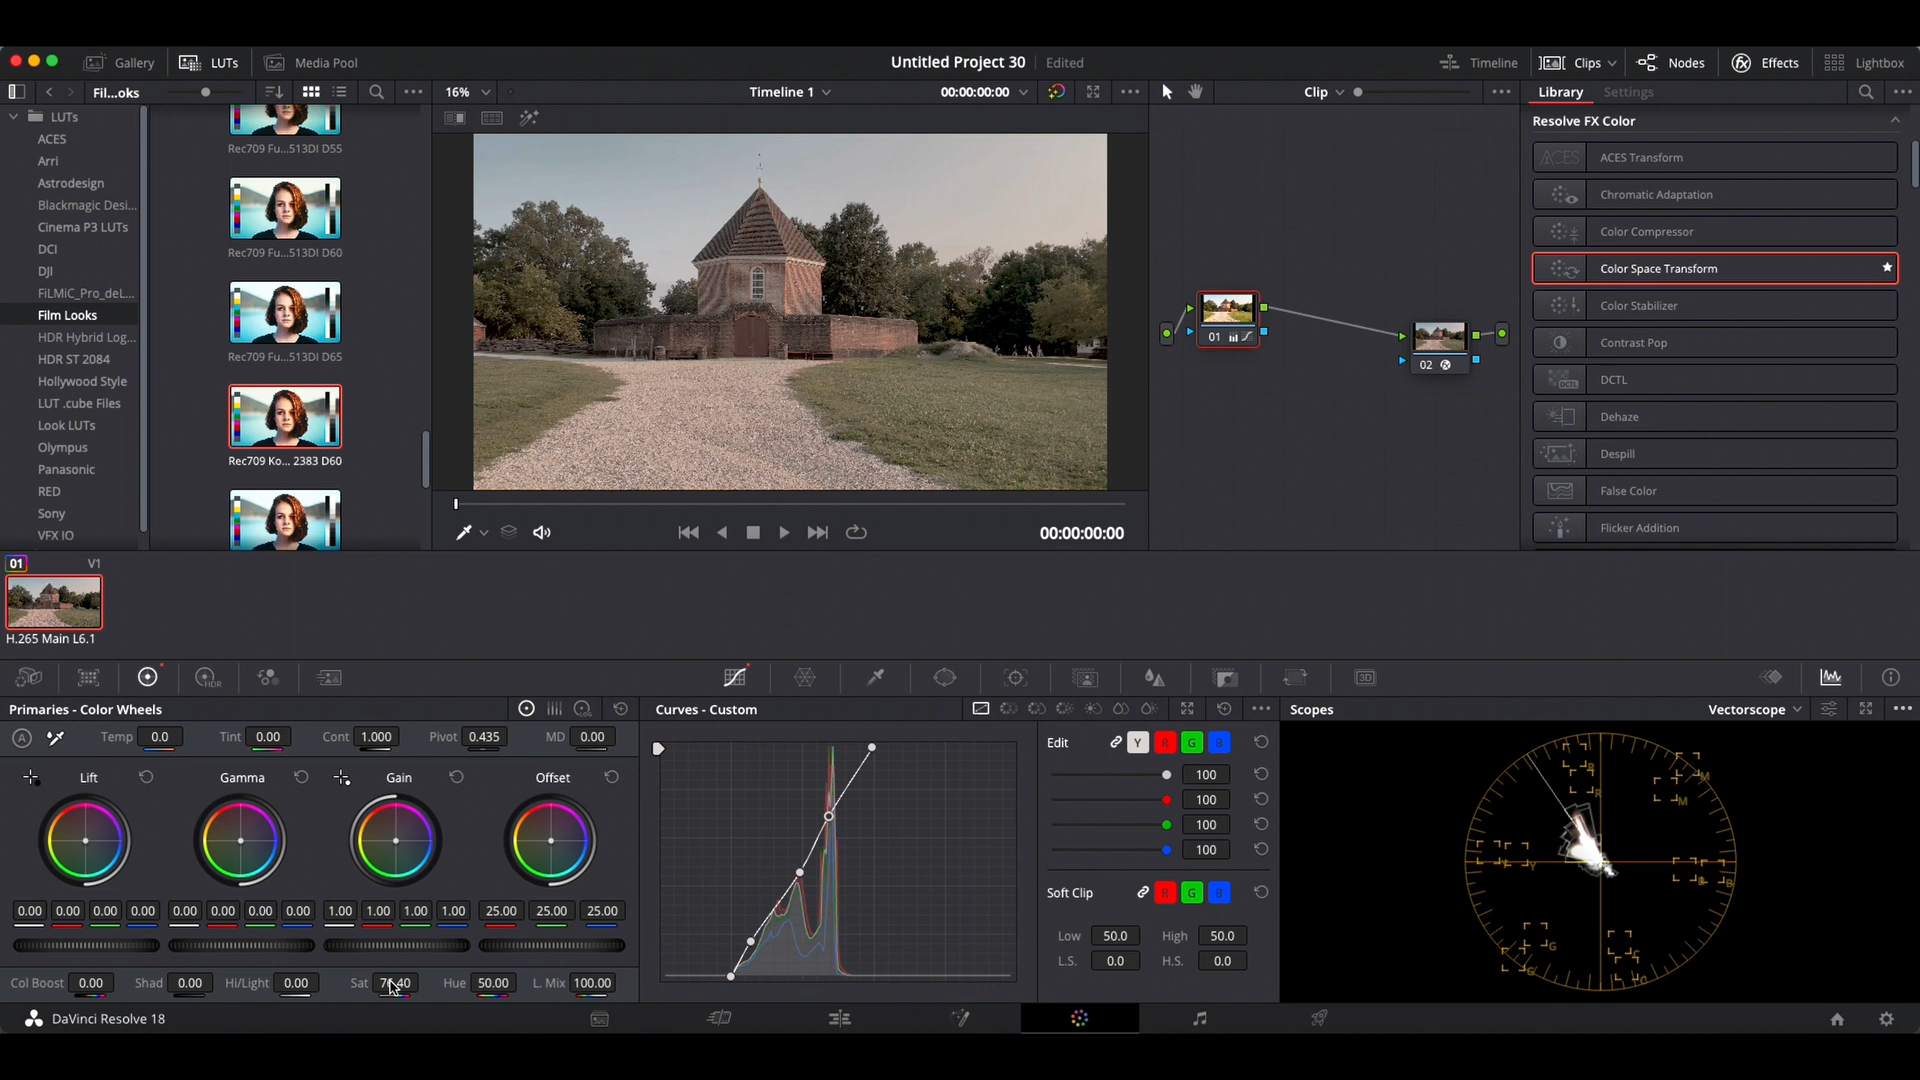 Gallery LUTs Media Pool Untitled Project 30 Edited Timeline Clips Nodes Effects Lightbox
Fil...oks 16% Timeline 1 00:00:00:00 Clip Library Settings
LUTs
ACES
Arri
Astrodesign
Blackmagic Desi...
Cinema P3 LUTs
DCI
DJI
FiLMiC_Pro_deL...
Film Looks
HDR Hybrid Log...
HDR ST 2084
Hollywood Style
LUT .cube Files
Look LUTs
Olympus
Panasonic
RED
Sony
VFX IO
Rec709 Fu...513DI D55
Rec709 Fu...513DI D60
Rec709 Fu...513DI D65
Rec709 Ko... 2383 D60
00:00:00:00
01
02
Resolve FX Color
ACES Transform
Chromatic Adaptation
Color Compressor
Color Space Transform
Color Stabilizer
Contrast Pop
DCTL
Dehaze
Despill
False Color
Flicker Addition
01 V1
H.265 Main L6.1
HDR
3D
Primaries - Color Wheels
A Temp 0.0 Tint 0.00 Cont 1.000 Pivot 0.435 MD 0.00
Lift Gamma Gain Offset
0.00 0.00 0.00 0.00 0.00 0.00 0.00 0.00 1.00 1.00 1.00 1.00 25.00 25.00 25.00
Col Boost 0.00 Shad 0.00 Hi/Light 0.00 Sat Hue 50.00 L. Mix 100.00
Curves - Custom
Edit Y R G B
100
100
100
100
Soft Clip R G B
Low 50.0 High 50.0
L.S. 0.0 H.S. 0.0
Scopes Vectorscope
DaVinci Resolve 18